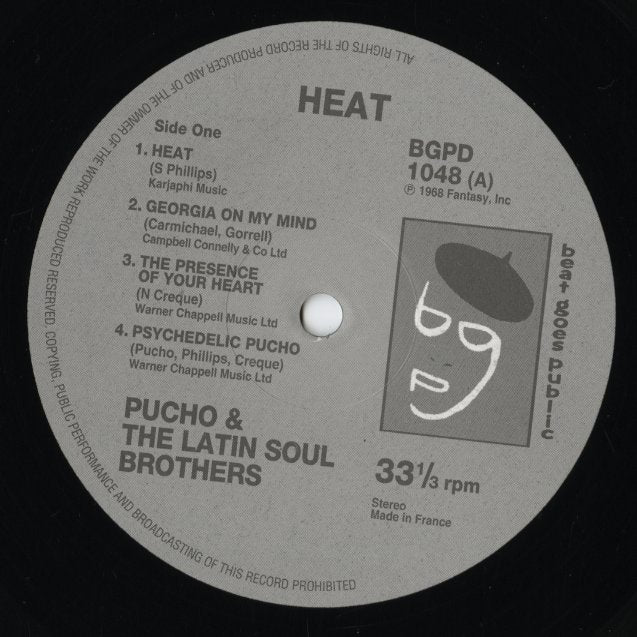 HEAT
Side One
1. HEAT
(S Phillips)
Karjaphi Music
2. GEORGIA ON MY MIND
(Carmichael, Gorrell)
Campbell Connelly & Co Ltd
3. THE PRESENCE
OF YOUR HEART
(N Creque)
Warner Chappell Music Ltd
4. PSYCHEDELIC PUCHO
(Pucho, Phillips, Creque)
Warner Chappell Music Ltd
PUCHO &
THE LATIN SOUL
BROTHERS
BGPD
1048 (A)
℗ 1968 Fantasy, Inc
bgp
beat goes public
33⅓ rpm
Stereo
Made in France
ALL RIGHTS OF THE RECORD PRODUCER AND OF THE OWNER OF THE WORK REPRODUCED RESERVED. COPYING, PUBLIC PERFORMANCE AND BROADCASTING OF THIS RECORD PROHIBITED